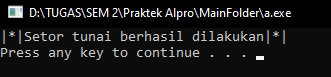 D:\TUGAS\SEM 2\Praktek Alpro\MainFolder\a.exe
|*|Setor tunai berhasil dilakukan|*|
Press any key to continue . . .